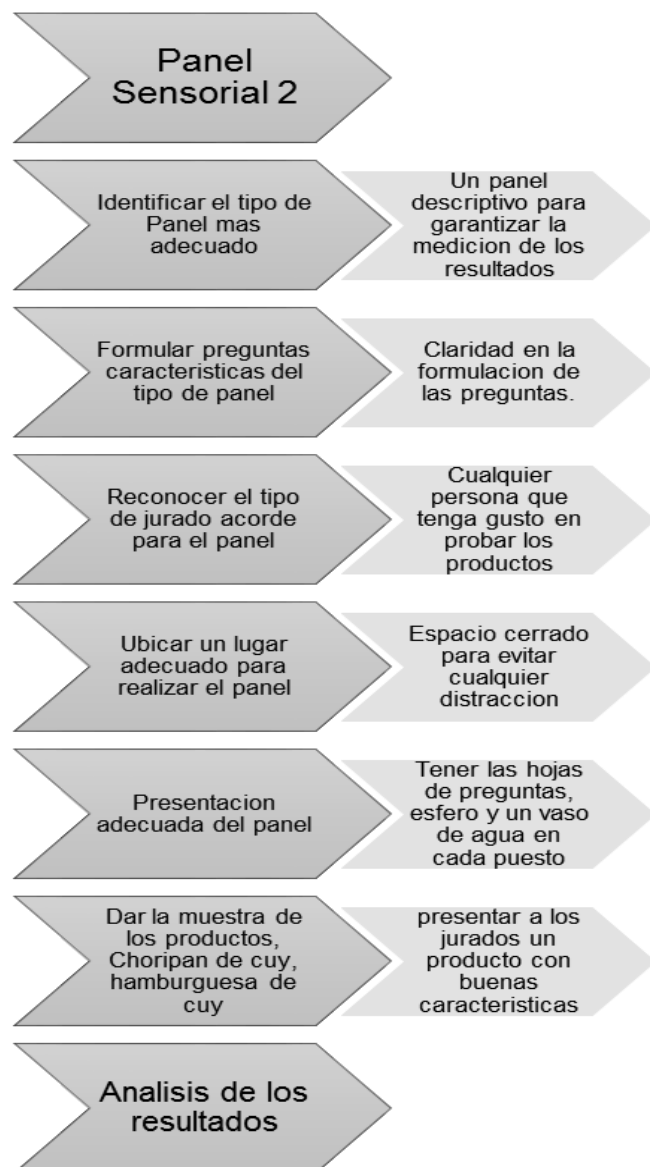 Panel
Sensorial 2
Identificar el tipo de
Panel mas
adecuado
Un panel
descriptivo para
garantizar la
medicion de los
resultados
Formular preguntas
caracteristicas del
tipo de panel
Claridad en la
formulacion de
las preguntas.
Reconocer el tipo
de jurado acorde
para el panel
Cualquier
persona que
tenga gusto en
probar los
productos
Ubicar un lugar
adecuado para
realizar el panel
Espacio cerrado
para evitar
cualquier
distraccion
Presentacion
adecuada del panel
Tener las hojas
de preguntas,
esfero y un vaso
de agua en
cada puesto
Dar la muestra de
los productos,
Choripan de cuy,
hamburguesa de
cuy
presentar a los
jurados un
producto con
buenas
caracteristicas
Analisis de los
resultados